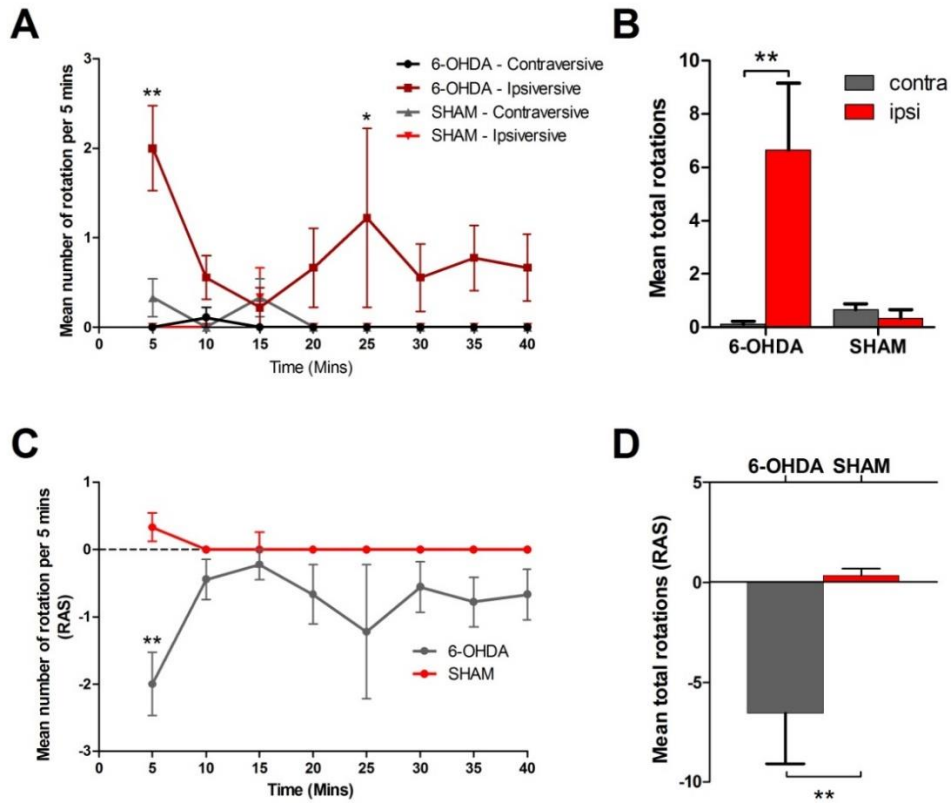 A
3
2
1
0
Mean number of rotation per 5 mins
**
*
6-OHDA - Contraversive
6-OHDA - Ipsiversive
SHAM - Contraversive
SHAM - Ipsiversive
0 5 10 15 20 25 30 35 40
Time (Mins)
B
10
8
6
4
2
0
Mean total rotations
**
contra
ipsi
6-OHDA SHAM
C
1
0
-1
-2
-3
Mean number of rotation per 5 mins
(RAS)
**
6-OHDA
SHAM
0 5 10 15 20 25 30 35 40
Time (Mins)
D
6-OHDA SHAM
5
0
-5
-10
Mean total rotations (RAS)
**